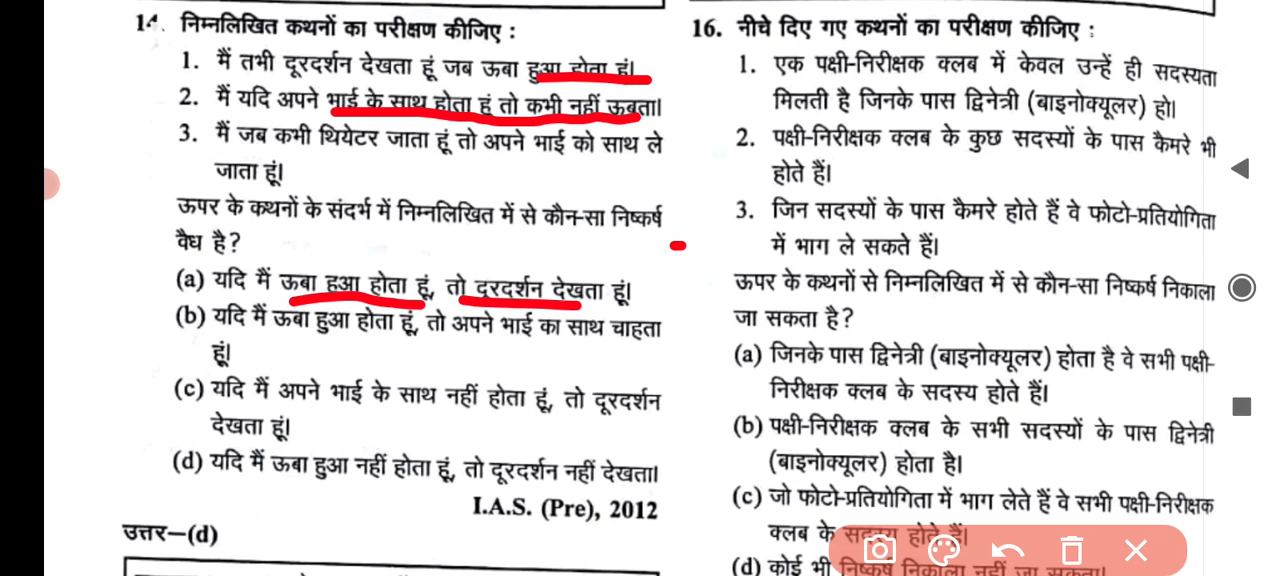 14. निम्नलिखित कथनों का परीक्षण कीजिए :
1. मैं तभी दूरदर्शन देखता हूं जब ऊबा हुआ होता हूं।
2. मैं यदि अपने भाई के साथ होता हूं तो कभी नहीं ऊबता।
3. मैं जब कभी थियेटर जाता हूं तो अपने भाई को साथ ले
जाता हूं।
ऊपर के कथनों के संदर्भ में निम्नलिखित में से कौन-सा निष्कर्ष
वैध है?
(a) यदि मैं ऊबा हुआ होता हूं, तो दूरदर्शन देखता हूं।
(b) यदि मैं ऊबा हुआ होता हूं, तो अपने भाई का साथ चाहता
हूं।
(c) यदि मैं अपने भाई के साथ नहीं होता हूं, तो दूरदर्शन
देखता हूं।
(d) यदि मैं ऊबा हुआ नहीं होता हूं, तो दूरदर्शन नहीं देखता।
I.A.S. (Pre), 2012
उत्तर–(d)
16. नीचे दिए गए कथनों का परीक्षण कीजिए :
1. एक पक्षी-निरीक्षक क्लब में केवल उन्हें ही सदस्यता
मिलती है जिनके पास द्विनेत्री (बाइनोक्यूलर) हो।
2. पक्षी-निरीक्षक क्लब के कुछ सदस्यों के पास कैमरे भी
होते हैं।
3. जिन सदस्यों के पास कैमरे होते हैं वे फोटो-प्रतियोगिता
में भाग ले सकते हैं।
ऊपर के कथनों से निम्नलिखित में से कौन-सा निष्कर्ष निकाला
जा सकता है?
(a) जिनके पास द्विनेत्री (बाइनोक्यूलर) होता है वे सभी पक्षी-
निरीक्षक क्लब के सदस्य होते हैं।
(b) पक्षी-निरीक्षक क्लब के सभी सदस्यों के पास द्विनेत्री
(बाइनोक्यूलर) होता है।
(c) जो फोटो-प्रतियोगिता में भाग लेते हैं वे सभी पक्षी-निरीक्षक
क्लब के सदस्य होते हैं।
(d) कोई भी निष्कर्ष निकाला नहीं जा सकता।